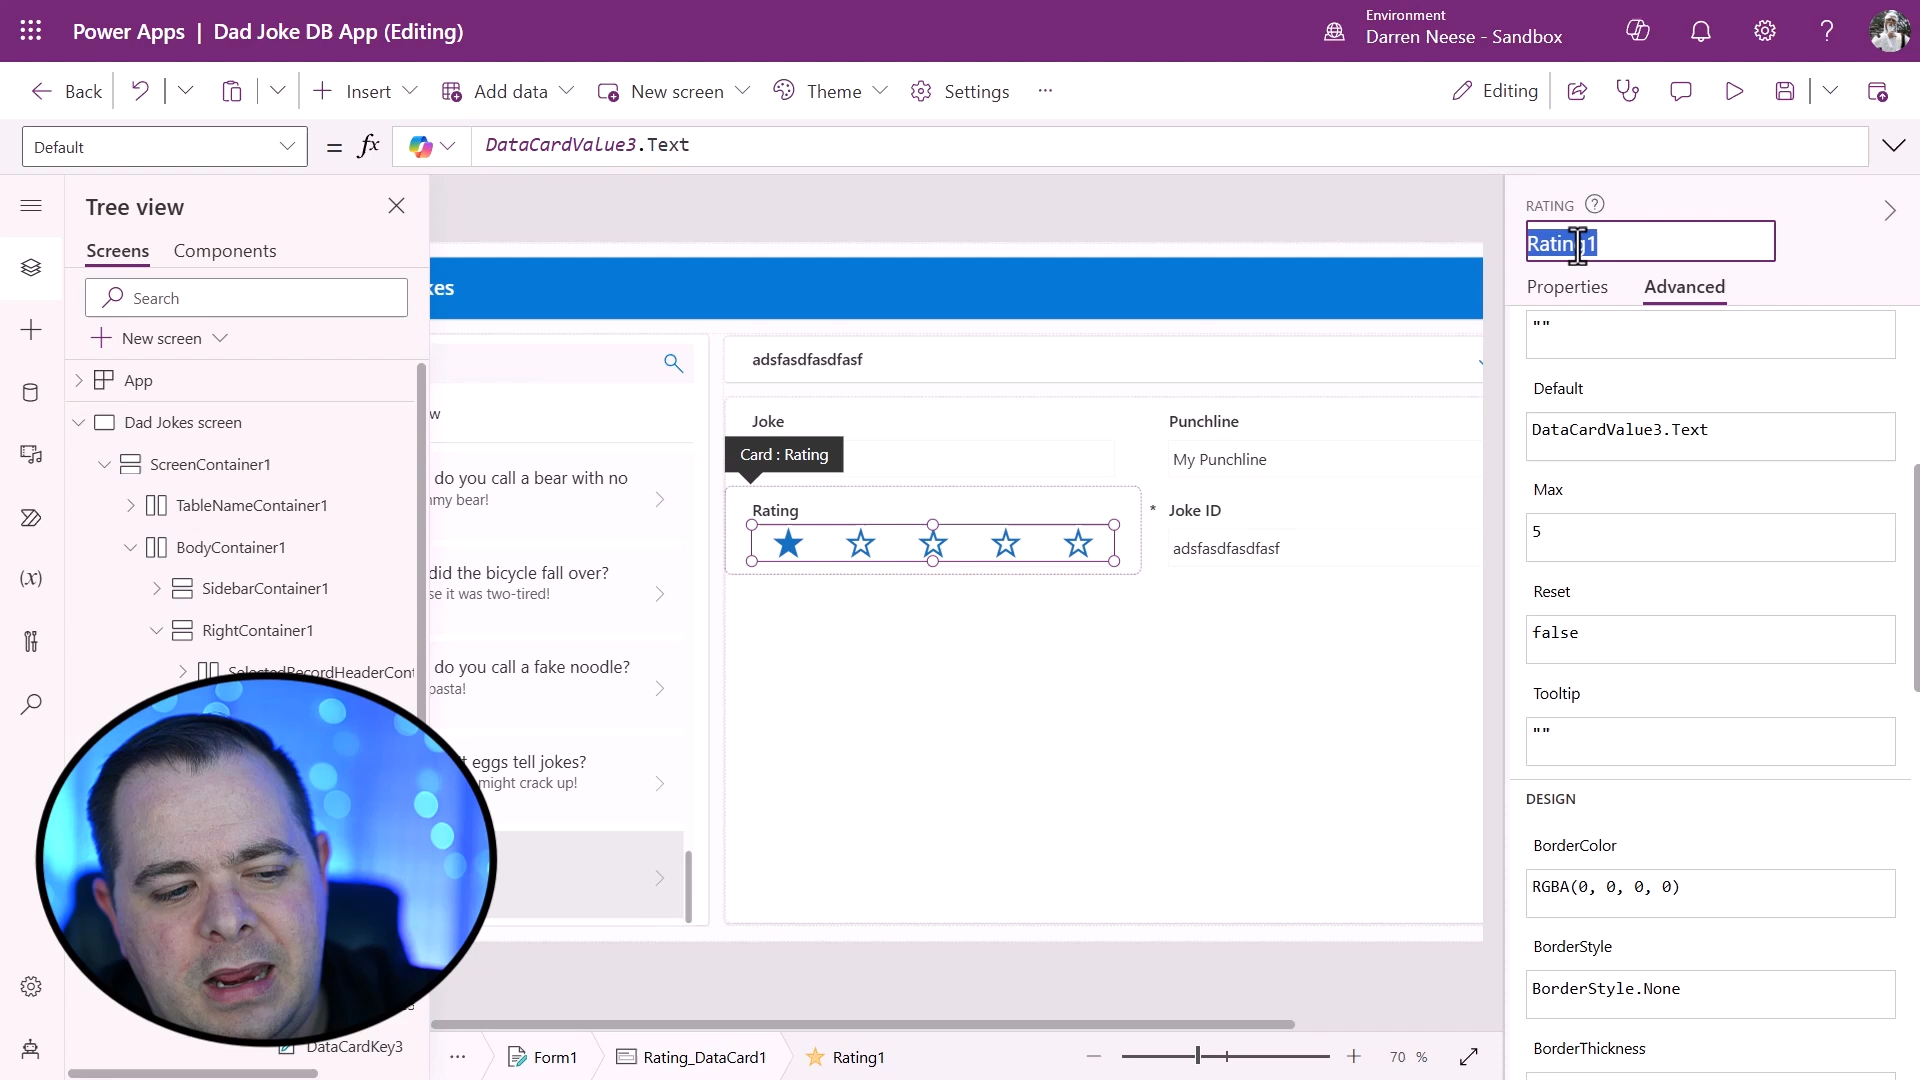 Power Apps | Dad Joke DB App (Editing)
Environment
Darren Neese - Sandbox
Back
Insert
Add data
New screen
Theme
Settings
Editing
Default
= fx
DataCardValue3.Text
Tree view
Screens
Components
Search
New screen
App
Dad Jokes screen
ScreenContainer1
TableNameContainer1
BodyContainer1
SidebarContainer1
RightContainer1
SelectedRecordHeaderCont
DataCardKey3
kes
w
do you call a bear with no
my bear!
did the bicycle fall over?
se it was two-tired!
do you call a fake noodle?
pasta!
t eggs tell jokes?
might crack up!
adsfasdfasdfasf
Joke
Punchline
Card : Rating
My Punchline
Rating
* Joke ID
adsfasdfasdfasf
Form1
Rating_DataCard1
Rating1
70 %
RATING
Rating1
Properties
Advanced
""
Default
DataCardValue3.Text
Max
5
Reset
false
Tooltip
""
DESIGN
BorderColor
RGBA(0, 0, 0, 0)
BorderStyle
BorderStyle.None
BorderThickness